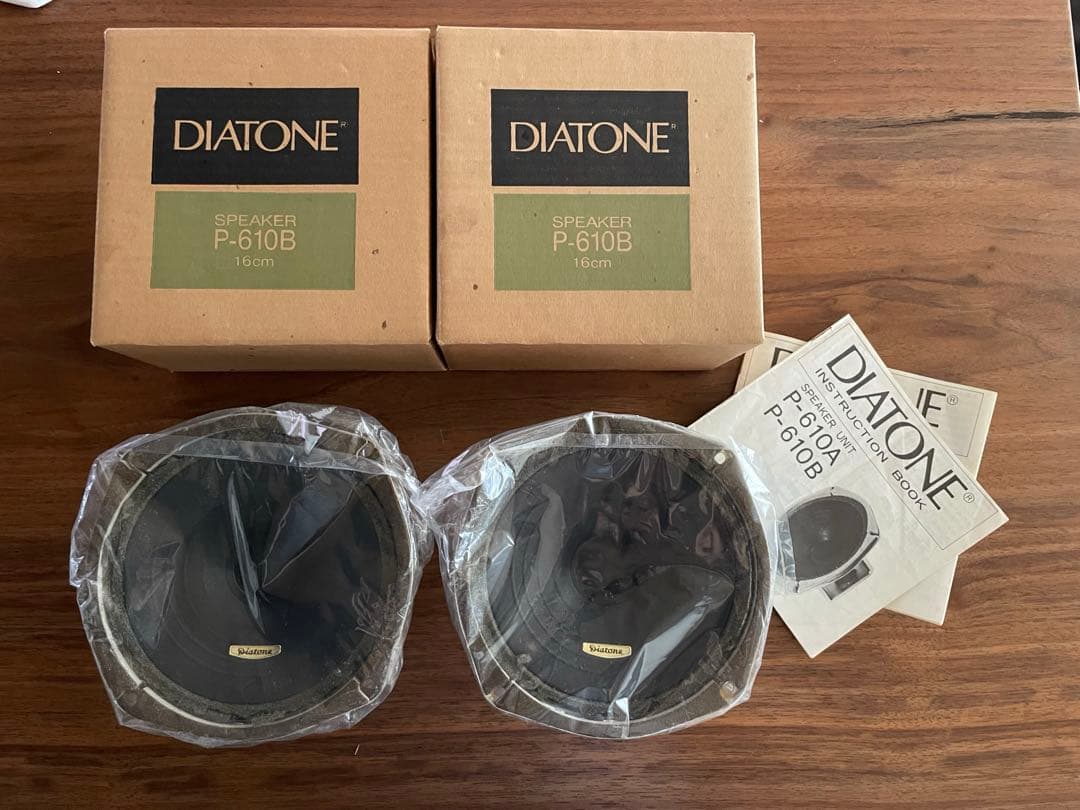 DIATONE®
SPEAKER
P-610B
16cm
DIATONE®
SPEAKER
P-610B
16cm
DIATONE®
INSTRUCTION BOOK
SPEAKER UNIT
P-610A
P-610B
Diatone
Diatone